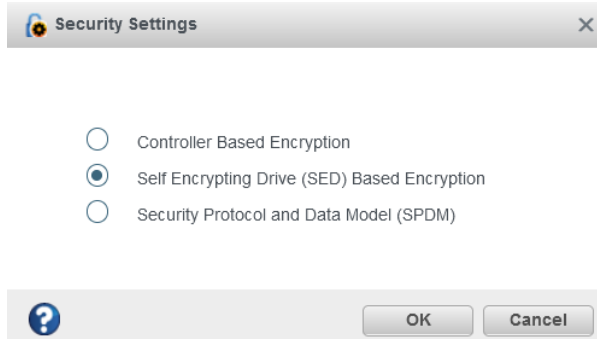 Security Settings
Controller Based Encryption
Self Encrypting Drive (SED) Based Encryption
Security Protocol and Data Model (SPDM)
? OK Cancel